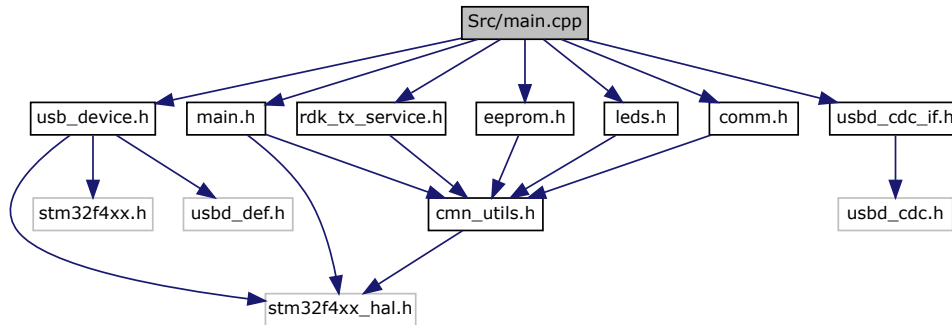 Src/main.cpp
usb_device.h
main.h
rdk_tx_service.h
eeprom.h
leds.h
comm.h
usbd_cdc_if.h
stm32f4xx.h
usbd_def.h
cmn_utils.h
usbd_cdc.h
stm32f4xx_hal.h